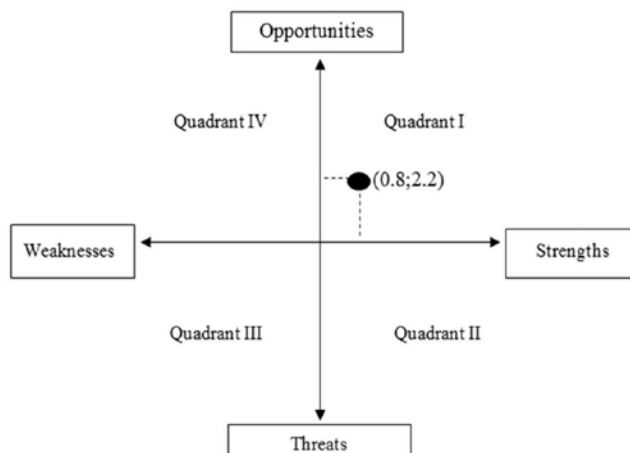 Opportunities
Quadrant IV
Quadrant I
(0.8;2.2)
Weaknesses
Strengths
Quadrant III
Quadrant II
Threats